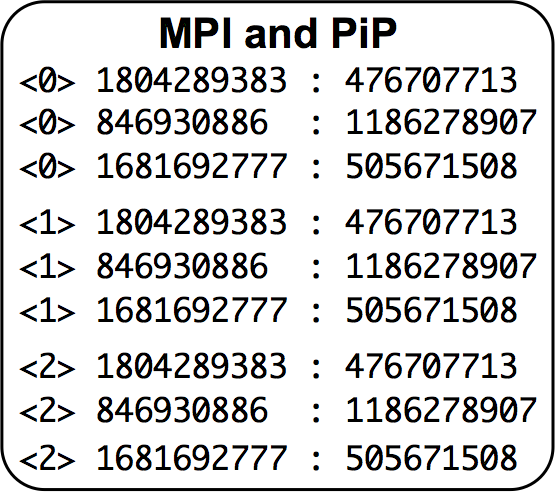 MPI and PiP
<0> 1804289383 : 476707713
<0> 846930886  : 1186278907
<0> 1681692777 : 505671508
<1> 1804289383 : 476707713
<1> 846930886  : 1186278907
<1> 1681692777 : 505671508
<2> 1804289383 : 476707713
<2> 846930886  : 1186278907
<2> 1681692777 : 505671508